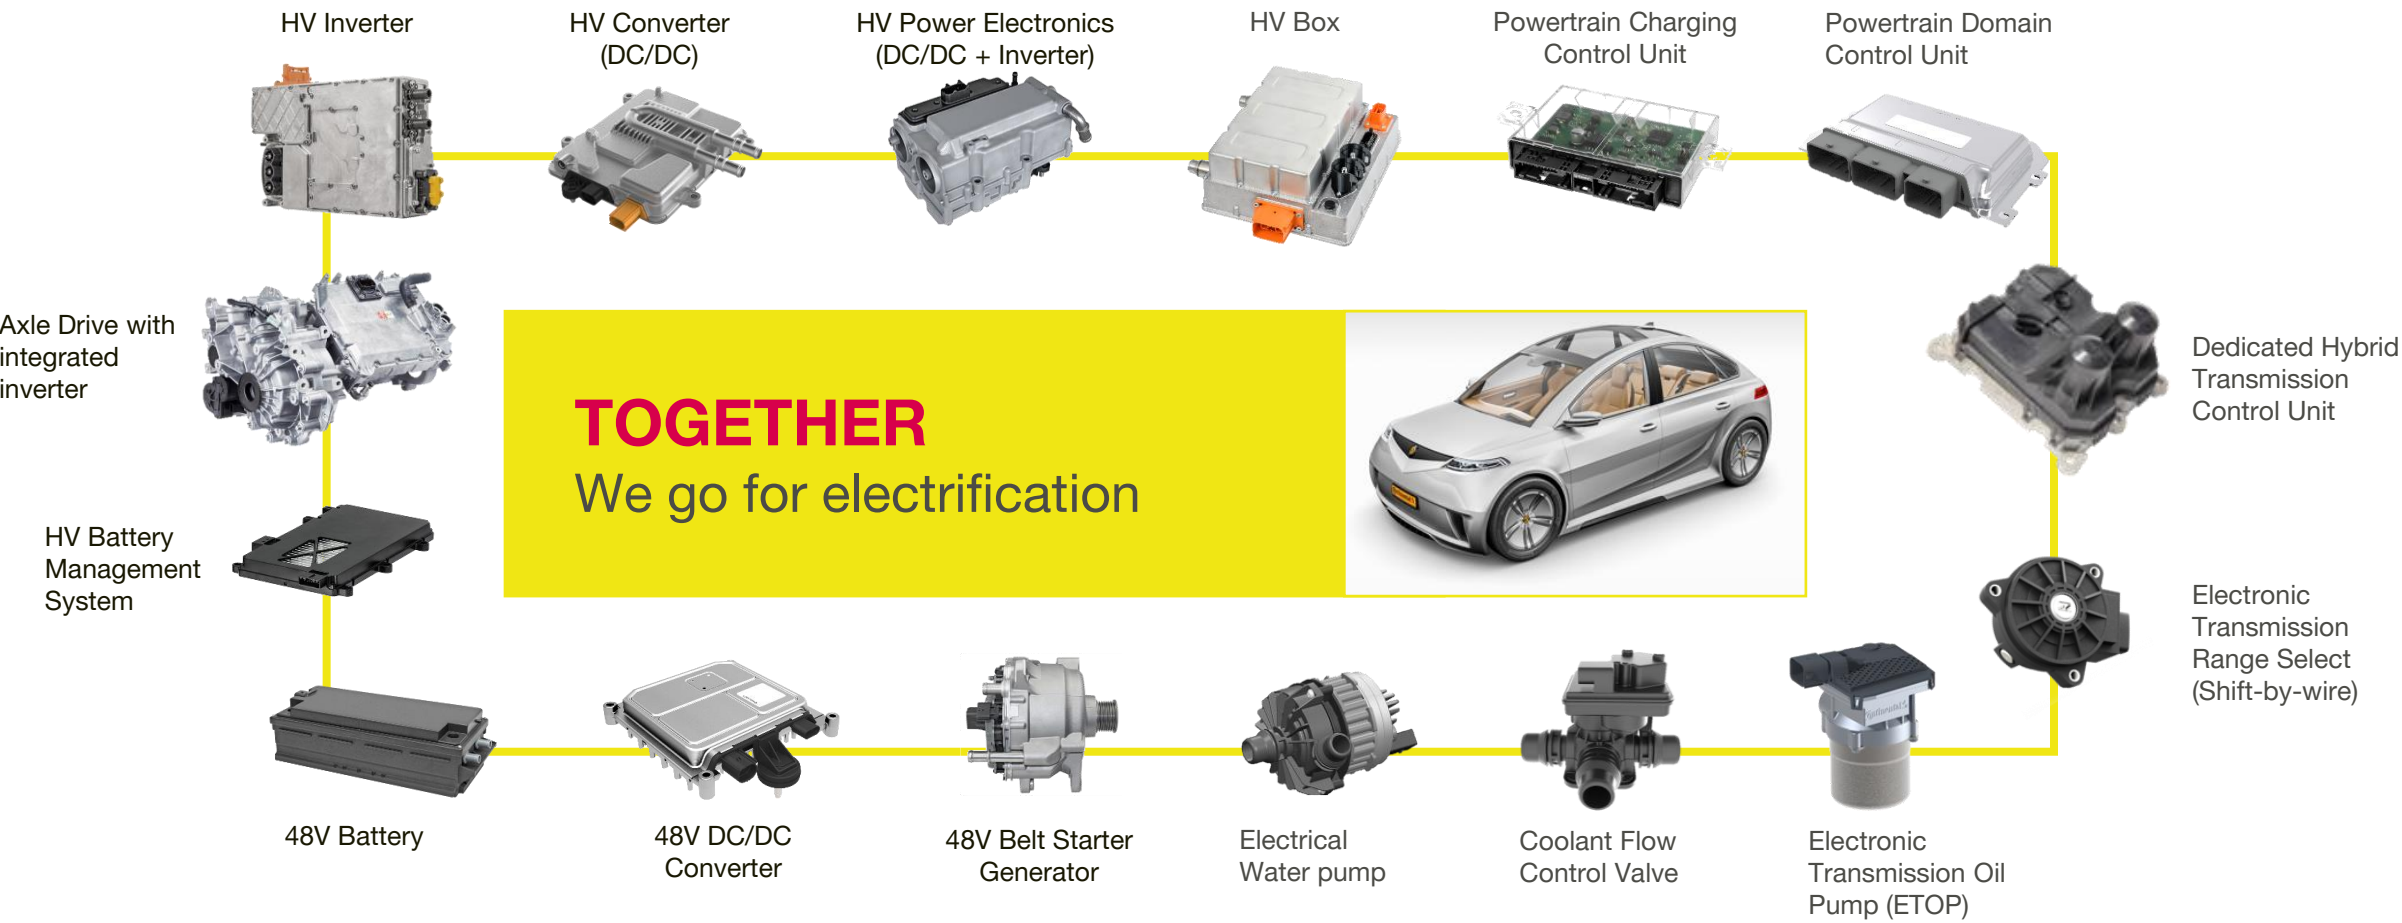 HV Inverter
HV Converter
(DC/DC)
HV Power Electronics
(DC/DC + Inverter)
HV Box
Powertrain Charging
Control Unit
Powertrain Domain
Control Unit
Axle Drive with
integrated
inverter
TOGETHER
We go for electrification
Dedicated Hybrid
Transmission
Control Unit
HV Battery
Management
System
Electronic
Transmission
Range Select
(Shift-by-wire)
48V Battery
48V DC/DC
Converter
48V Belt Starter
Generator
Electrical
Water pump
Coolant Flow
Control Valve
Electronic
Transmission Oil
Pump (ETOP)